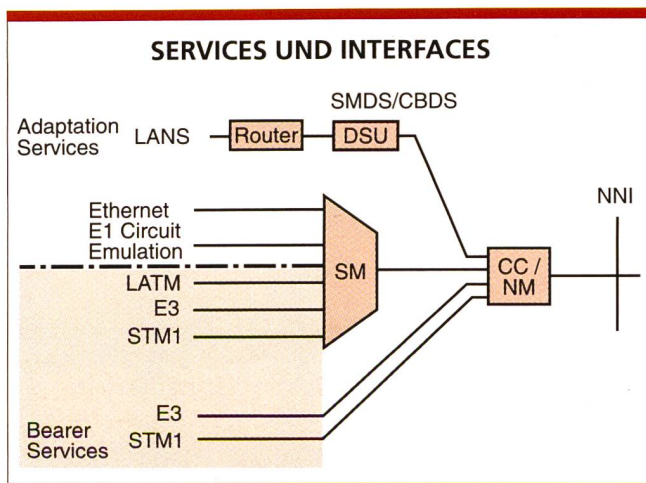 SERVICES UND INTERFACES
SMDS/CBDS
Adaptation
Services
LANS
Router
DSU
NNI
Ethernet
E1 Circuit
Emulation
SM
CC /
NM
LATM
E3
STM1
E3
STM1
Bearer
Services